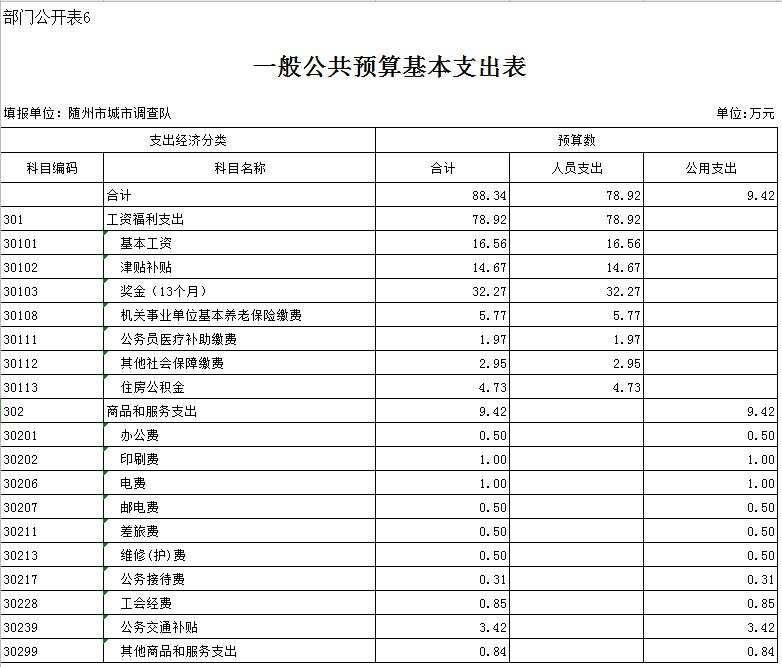 部门公开表6
一般公共预算基本支出表
填报单位：随州市城市调查队 单位:万元
支出经济分类 预算数
科目编码 科目名称 合计 人员支出 公用支出
合计 88.34 78.92 9.42
301 工资福利支出 78.92 78.92
30101 基本工资 16.56 16.56
30102 津贴补贴 14.67 14.67
30103 奖金（13个月） 32.27 32.27
30108 机关事业单位基本养老保险缴费 5.77 5.77
30111 公务员医疗补助缴费 1.97 1.97
30112 其他社会保障缴费 2.95 2.95
30113 住房公积金 4.73 4.73
302 商品和服务支出 9.42 9.42
30201 办公费 0.50 0.50
30202 印刷费 1.00 1.00
30206 电费 1.00 1.00
30207 邮电费 0.50 0.50
30211 差旅费 0.50 0.50
30213 维修(护)费 0.50 0.50
30217 公务接待费 0.31 0.31
30228 工会经费 0.85 0.85
30239 公务交通补贴 3.42 3.42
30299 其他商品和服务支出 0.84 0.84